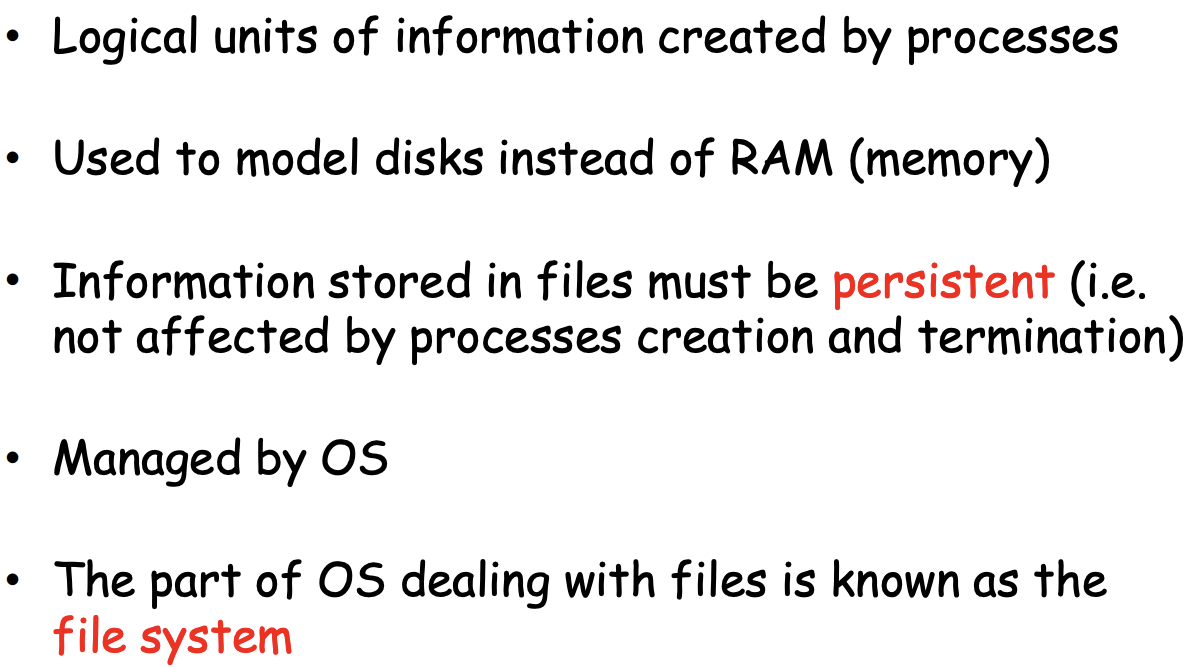 • Logical units of information created by processes
• Used to model disks instead of RAM (memory)
• Information stored in files must be persistent (i.e.
not affected by processes creation and termination)
• Managed by OS
• The part of OS dealing with files is known as the
file system